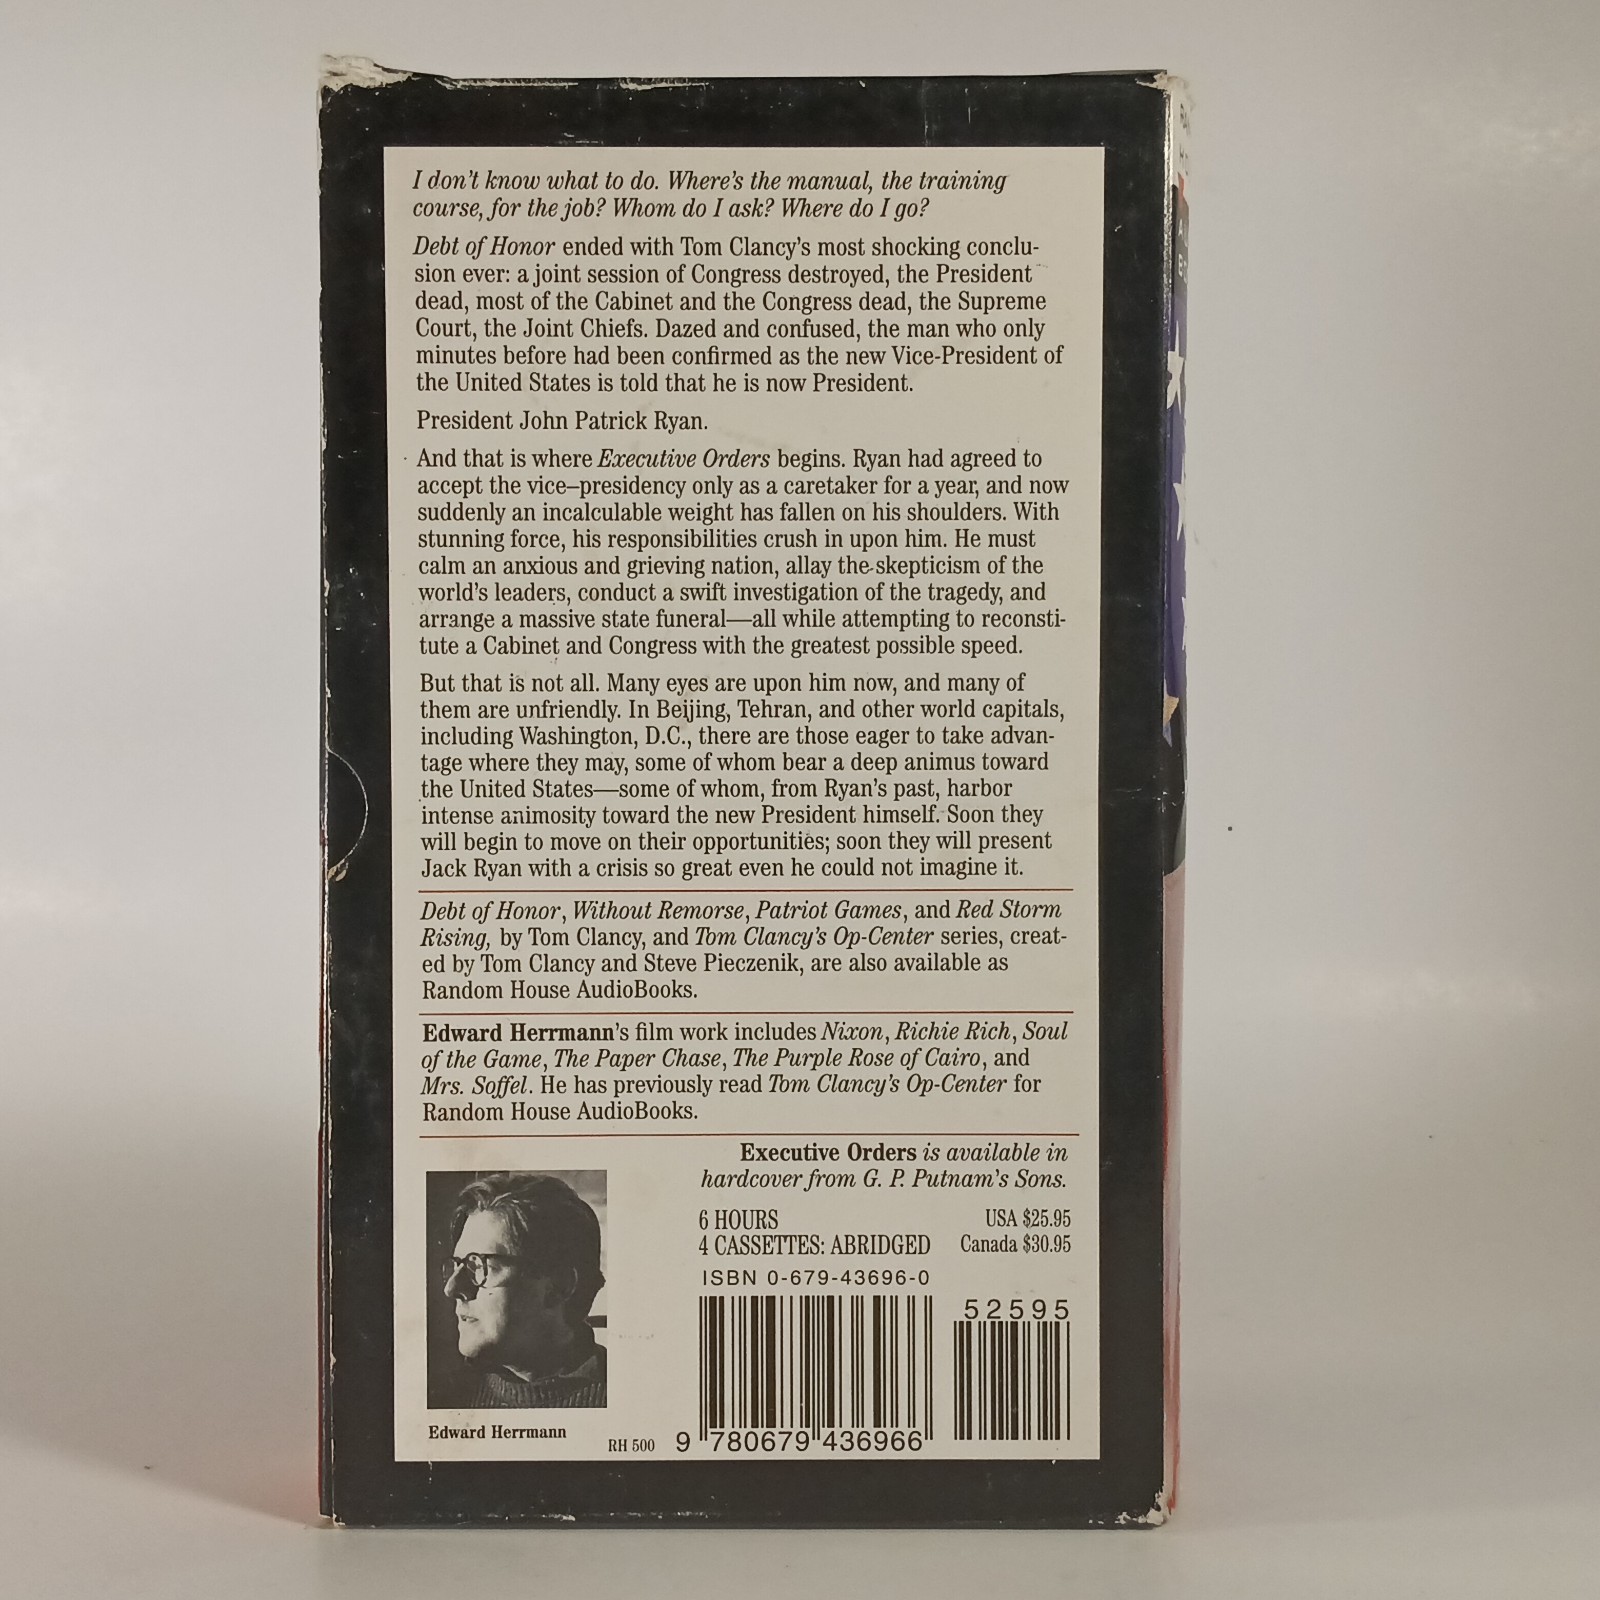 I don't know what to do. Where's the manual, the training
course, for the job? Whom do I ask? Where do I go?
Debt of Honor ended with Tom Clancy's most shocking conclu-
sion ever: a joint session of Congress destroyed, the President
dead, most of the Cabinet and the Congress dead, the Supreme
Court, the Joint Chiefs. Dazed and confused, the man who only
minutes before had been confirmed as the new Vice-President of
the United States is told that he is now President.
President John Patrick Ryan.
And that is where Executive Orders begins. Ryan had agreed to
accept the vice–presidency only as a caretaker for a year, and now
suddenly an incalculable weight has fallen on his shoulders. With
stunning force, his responsibilities crush in upon him. He must
calm an anxious and grieving nation, allay the skepticism of the
world's leaders, conduct a swift investigation of the tragedy, and
arrange a massive state funeral—all while attempting to reconsti-
tute a Cabinet and Congress with the greatest possible speed.
But that is not all. Many eyes are upon him now, and many of
them are unfriendly. In Beijing, Tehran, and other world capitals,
including Washington, D.C., there are those eager to take advan-
tage where they may, some of whom bear a deep animus toward
the United States—some of whom, from Ryan's past, harbor
intense animosity toward the new President himself. Soon they
will begin to move on their opportunities; soon they will present
Jack Ryan with a crisis so great even he could not imagine it.
Debt of Honor, Without Remorse, Patriot Games, and Red Storm
Rising, by Tom Clancy, and Tom Clancy's Op-Center series, creat-
ed by Tom Clancy and Steve Pieczenik, are also available as
Random House AudioBooks.
Edward Herrmann's film work includes Nixon, Richie Rich, Soul
of the Game, The Paper Chase, The Purple Rose of Cairo, and
Mrs. Soffel. He has previously read Tom Clancy's Op-Center for
Random House AudioBooks.
Executive Orders is available in
hardcover from G. P. Putnam's Sons.
6 HOURS USA $25.95
4 CASSETTES: ABRIDGED Canada $30.95
ISBN 0-679-43696-0
52595
Edward Herrmann
RH 500
9 780679 436966